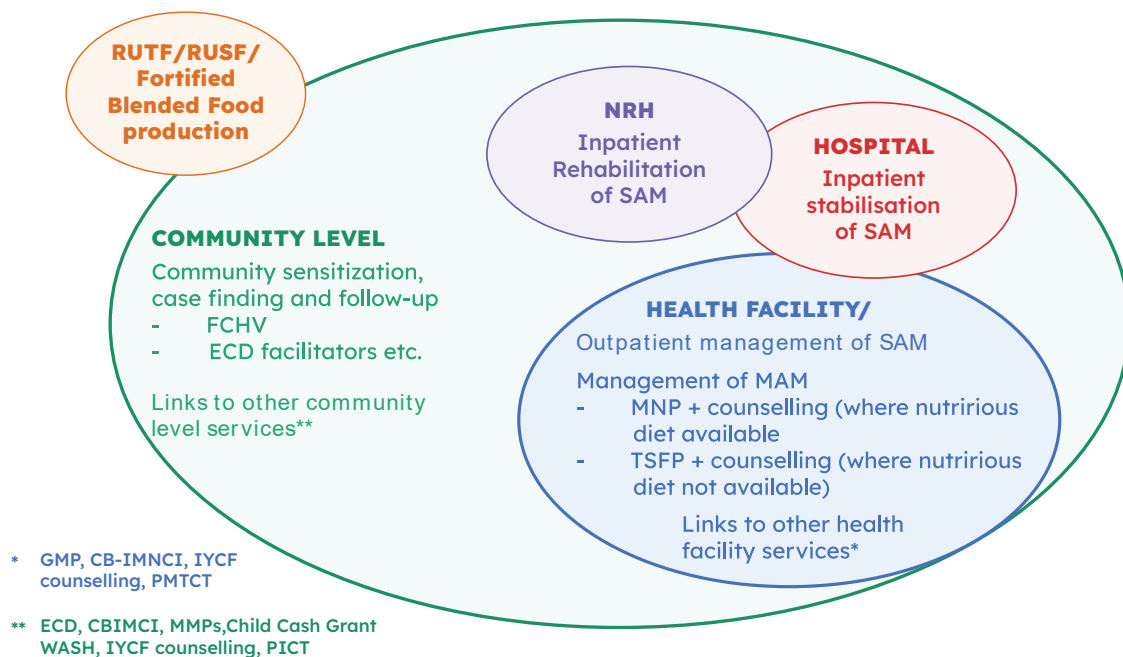 RUTF/RUSF/
Fortified
Blended Food
production
NRH
Inpatient
Rehabilitation
of SAM
HOSPITAL
Inpatient
stabilisation
of SAM
COMMUNITY LEVEL
Community sensitization,
case finding and follow-up
- FCHV
- ECD facilitators etc.
Links to other community
level services**
HEALTH FACILITY/
Outpatient management of SAM
Management of MAM
- MNP + counselling (where nutririous
diet available
- TSFP + counselling (where nutririous
diet not available)
Links to other health
facility services*
* GMP, CB-IMNCI, IYCF
counselling, PMTCT
** ECD, CBIMCI, MMPs,Child Cash Grant
WASH, IYCF counselling, PICT